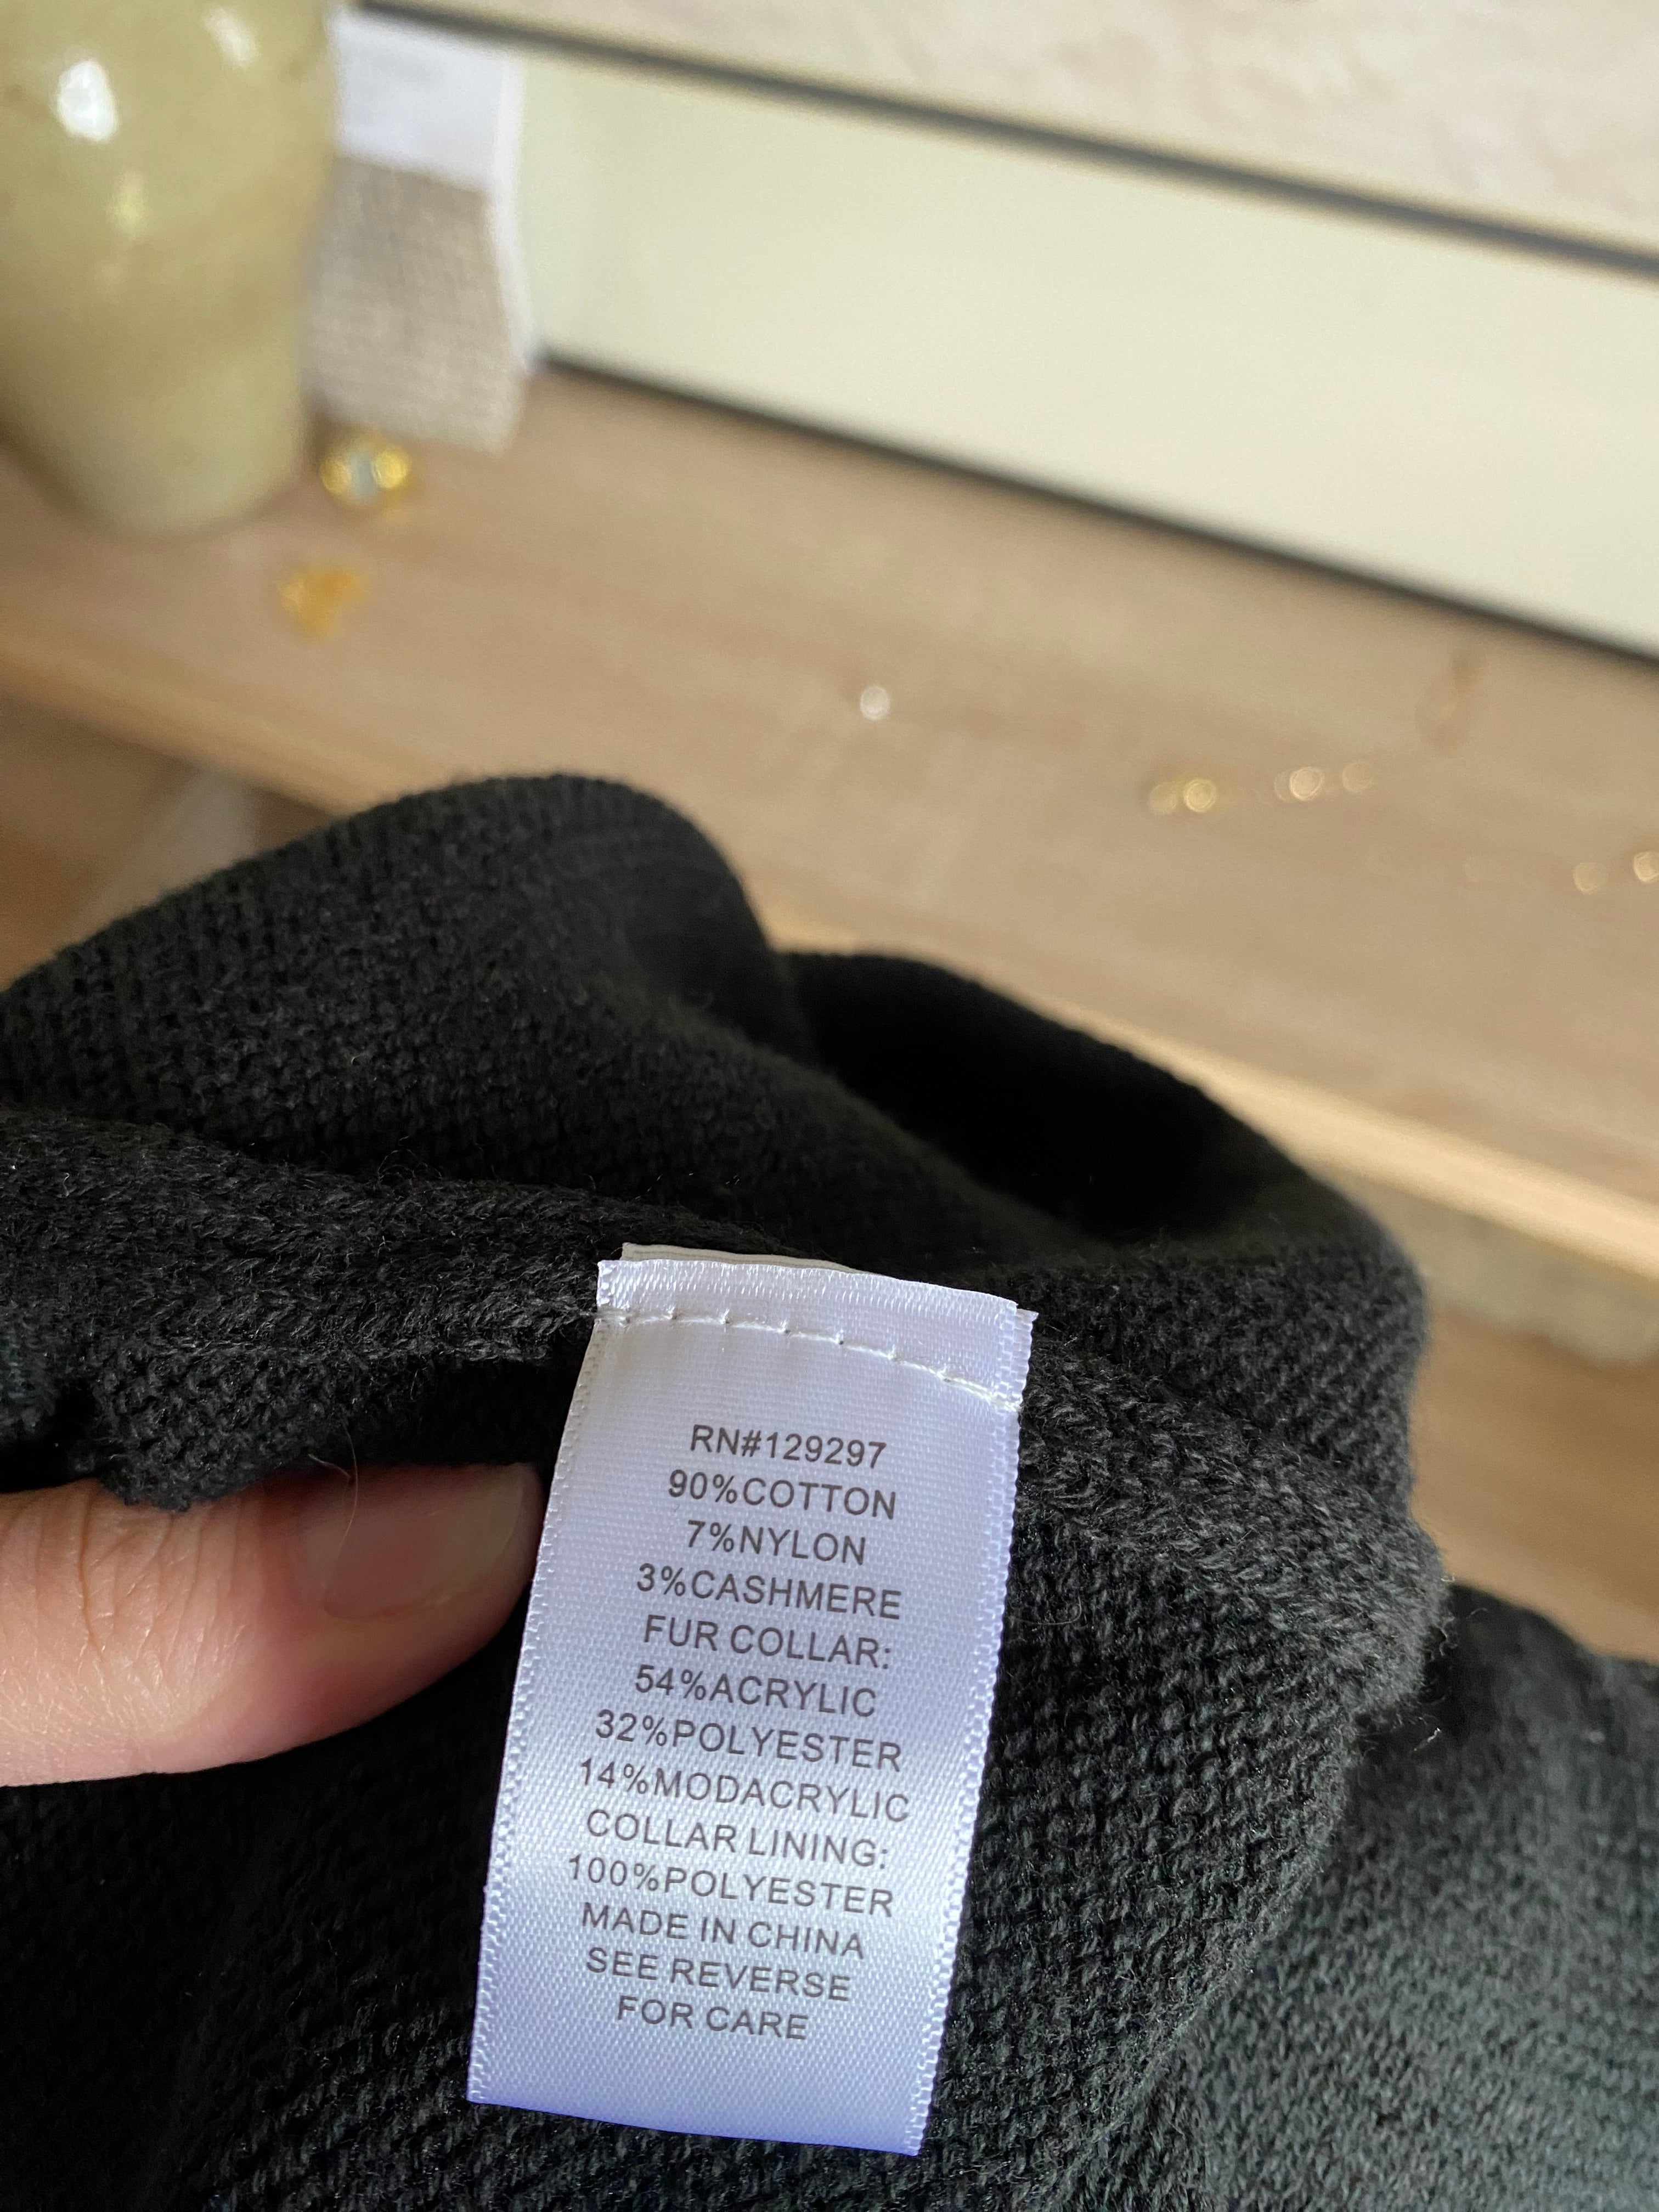 RN#129297
90%COTTON
7%NYLON
3%CASHMERE
FUR COLLAR:
54%ACRYLIC
32%POLYESTER
14%MODACRYLIC
COLLAR LINING:
100%POLYESTER
MADE IN CHINA
SEE REVERSE
FOR CARE